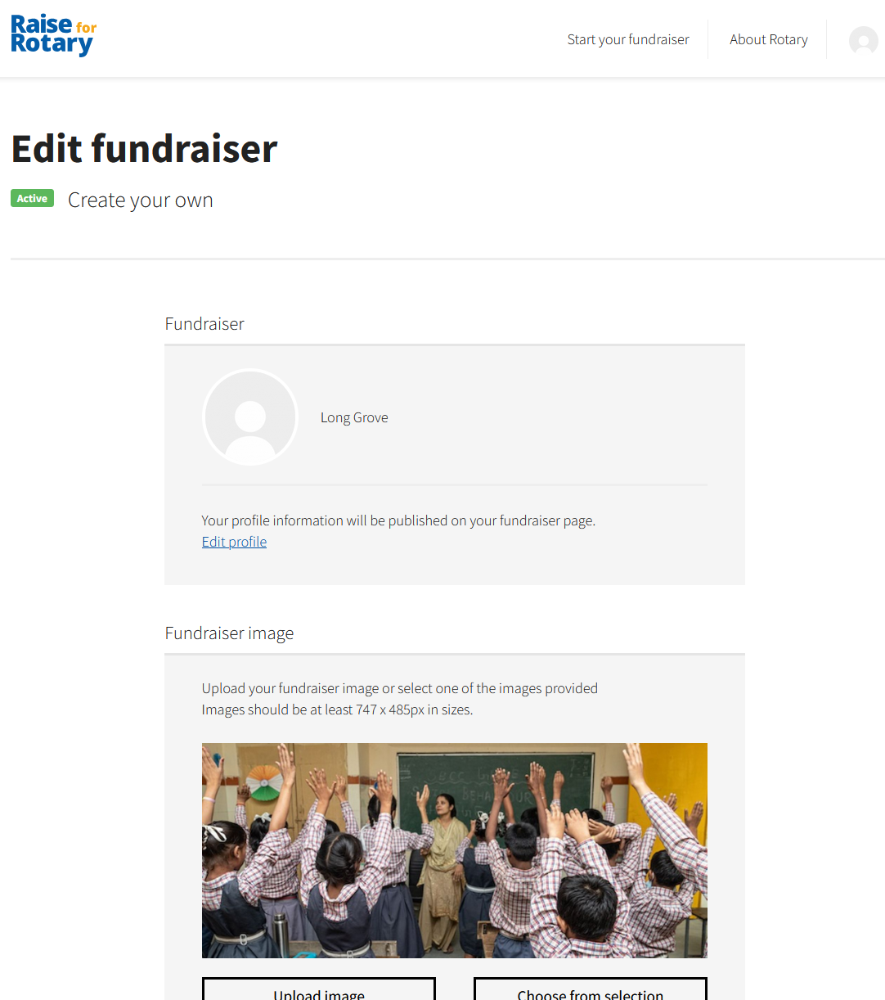 Raise for
Rotary
Start your fundraiser
About Rotary
Edit fundraiser
Active
Create your own
Fundraiser
Long Grove
Your profile information will be published on your fundraiser page.
Edit profile
Fundraiser image
Upload your fundraiser image or select one of the images provided
Images should be at least 747 x 485px in sizes.
Upload image
Choose from selection